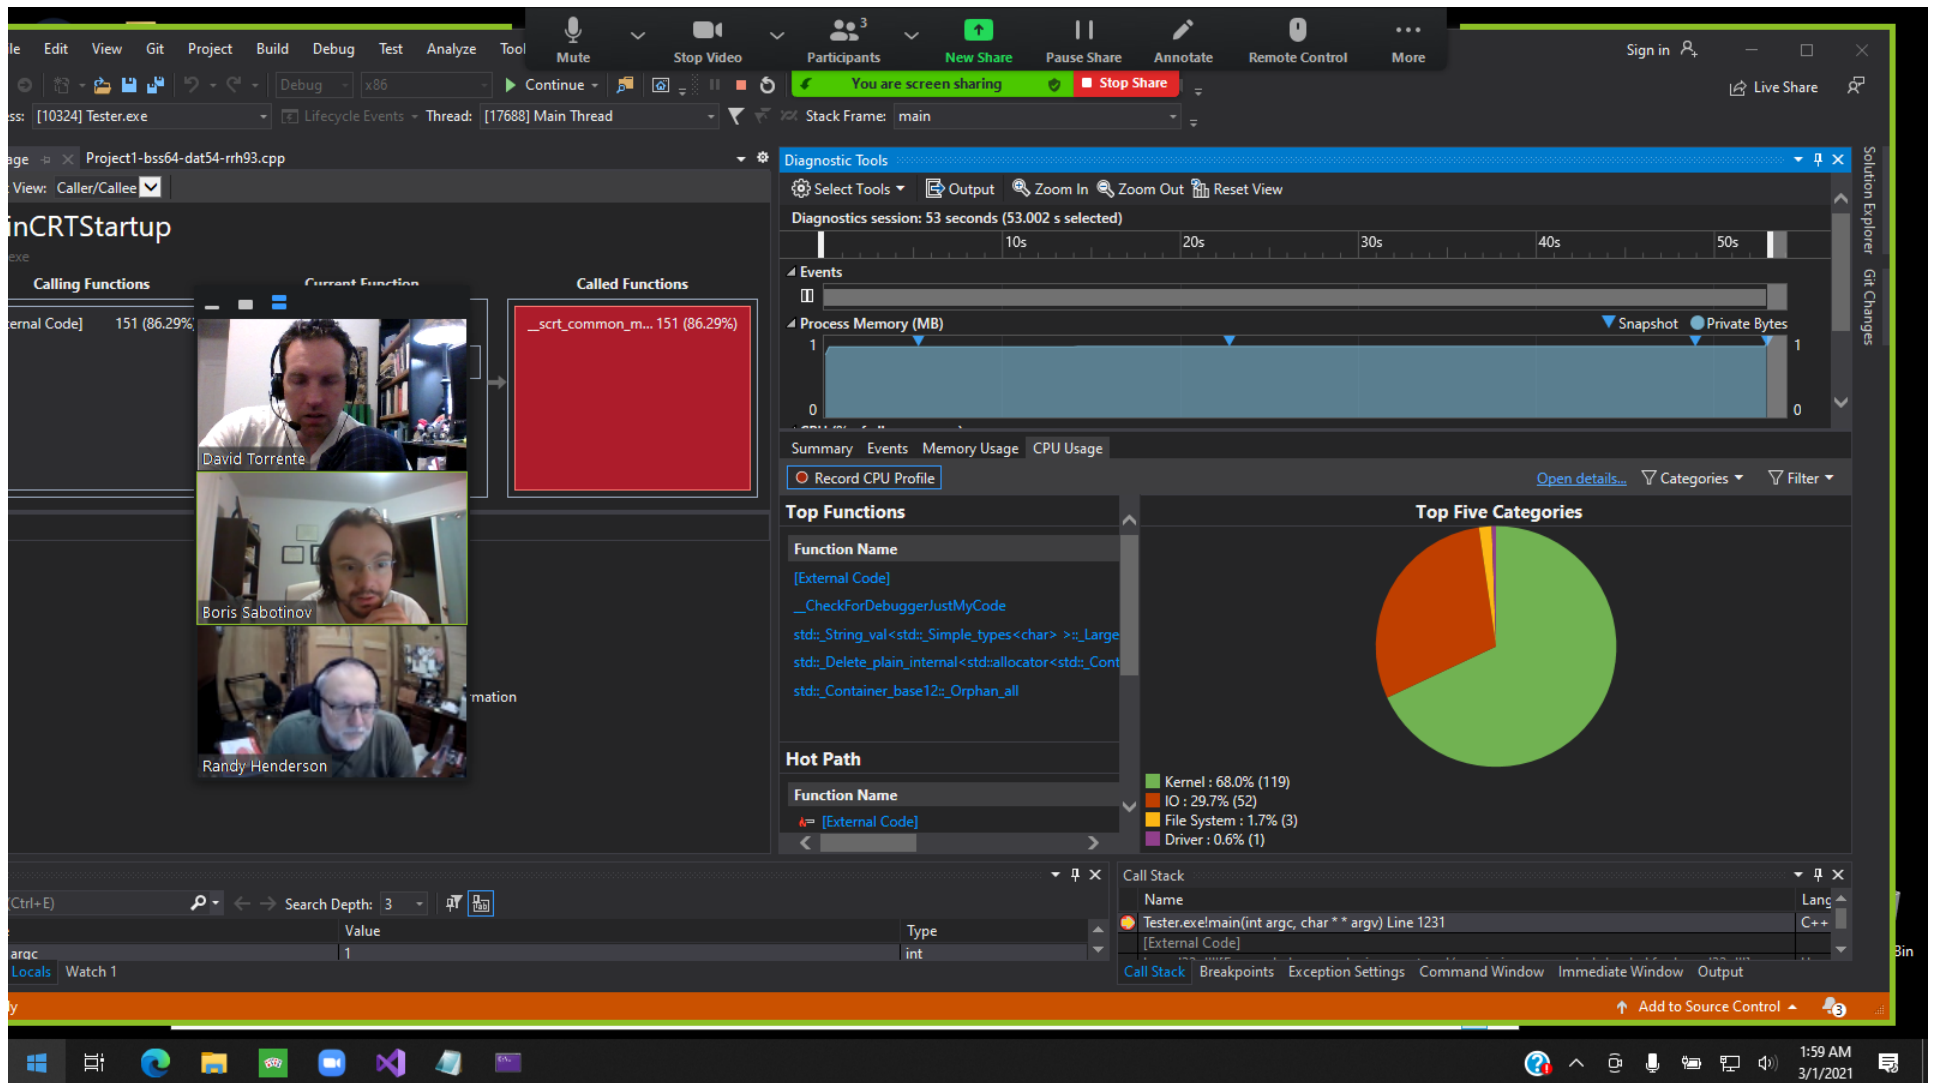 Mute
Stop Video
3
Participants
New Share
Pause Share
Annotate
Remote Control
More
Edit View Git Project Build Debug Test Analyze
Sign in
Debug x86 Continue
You are screen sharing
Stop Share
Live Share
[10324] Tester.exe Lifecycle Events Thread: [17688] Main Thread Stack Frame: main
Project1-bss64-dat54-rrh93.cpp
View: Caller/Callee
inCRTStartup
exe
Calling Functions Current Function Called Functions
ernal Code] 151 (86.29%)
__scrt_common_m... 151 (86.29%)
David Torrente
Boris Sabotinov
Randy Henderson
mation
Diagnostic Tools
Select Tools Output Zoom In Zoom Out Reset View
Diagnostics session: 53 seconds (53.002 s selected)
10s 20s 30s 40s 50s
Events
Process Memory (MB) Snapshot Private Bytes
1 1
0 0
Summary Events Memory Usage CPU Usage
Record CPU Profile Open details... Categories Filter
Top Functions
Function Name
[External Code]
__CheckForDebuggerJustMyCode
std::_String_val<std::_Simple_types<char> >::_Large
std::_Delete_plain_internal<std::allocator<std::_Cont
std::_Container_base12::_Orphan_all
Hot Path
Function Name
[External Code]
Top Five Categories
Kernel : 68.0% (119)
IO : 29.7% (52)
File System : 1.7% (3)
Driver : 0.6% (1)
Solution Explorer
Git Changes
(Ctrl+E) Search Depth: 3
Value Type
argc 1 int
Locals Watch 1
Call Stack
Name Lang
Tester.exe!main(int argc, char * * argv) Line 1231 C++
[External Code]
Call Stack Breakpoints Exception Settings Command Window Immediate Window Output
Add to Source Control
3
Bin
1:59 AM
3/1/2021